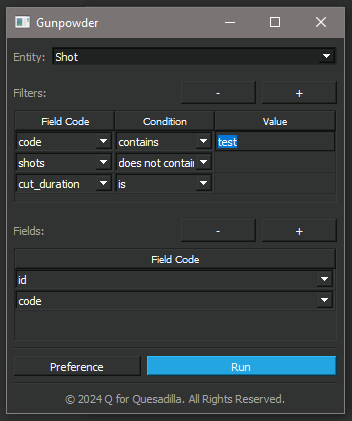 Gunpowder
Entity: Shot
Filters: - +
Field Code Condition Value
code contains test
shots does not contain
cut_duration is
Fields: - +
Field Code
id
code
Preference Run
© 2024 Q for Quesadilla. All Rights Reserved.